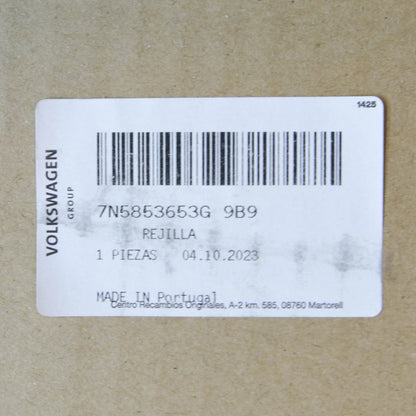 1425
VOLKSWAGEN
GROUP
7N5853653G 9B9
REJILLA
1 PIEZAS 04.10.2023
MADE IN Portugal
Centro Recambios Originales, A-2 km. 585, 08760 Martorell